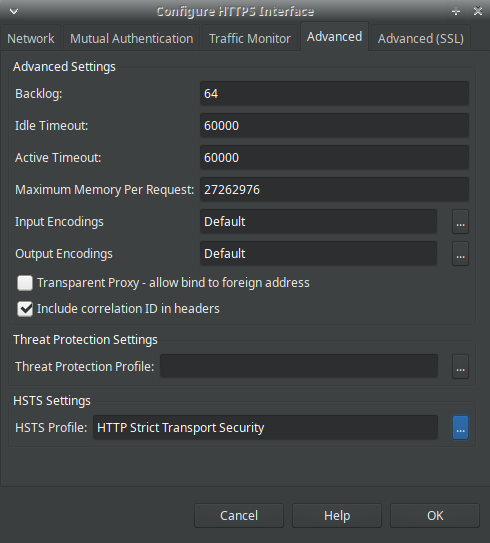 Configure HTTPS Interface
Network Mutual Authentication Traffic Monitor Advanced Advanced (SSL)
Advanced Settings
Backlog: 64
Idle Timeout: 60000
Active Timeout: 60000
Maximum Memory Per Request: 27262976
Input Encodings Default ...
Output Encodings Default ...
Transparent Proxy - allow bind to foreign address
Include correlation ID in headers
Threat Protection Settings
Threat Protection Profile: ...
HSTS Settings
HSTS Profile: HTTP Strict Transport Security ...
Cancel Help OK